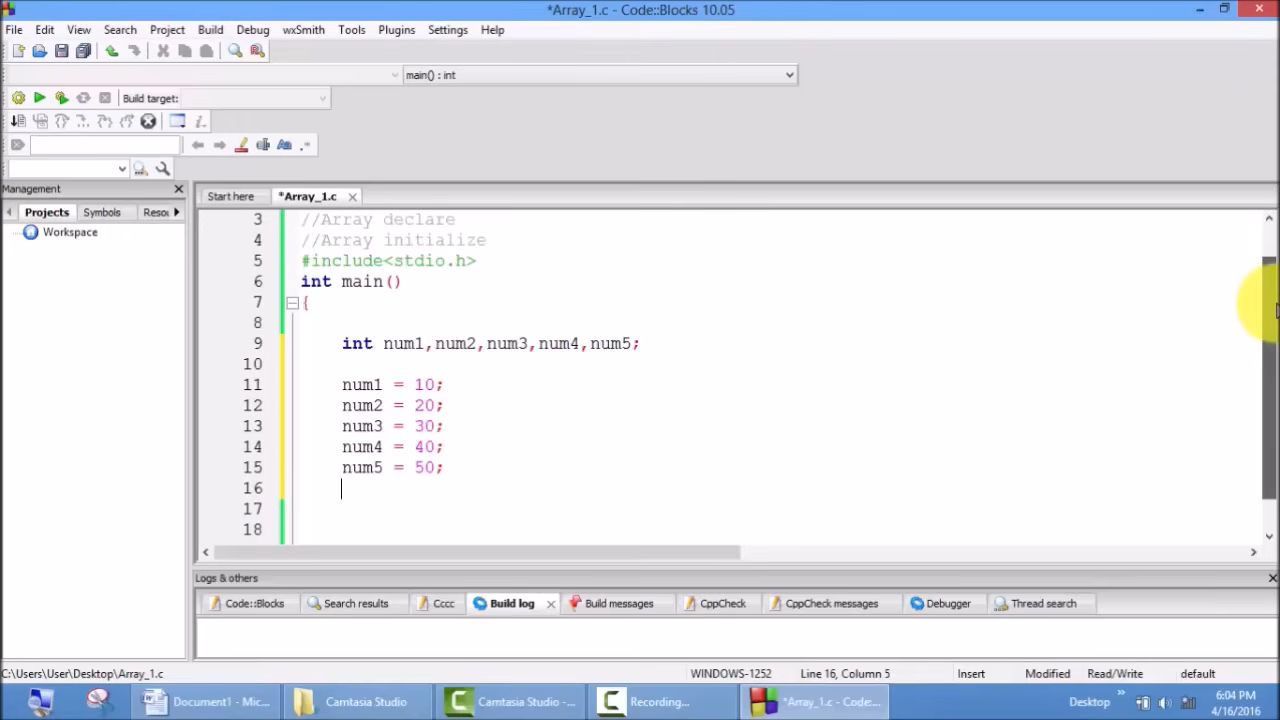 *Array_1.c - Code::Blocks 10.05
File Edit View Search Project Build Debug wxSmith Tools Plugins Settings Help
main() : int
Build target:
Management
Start here *Array_1.c
Projects Symbols Resou
Workspace
3 //Array declare
4 //Array initialize
5 #include<stdio.h>
6 int main()
7 {
8
9 int num1,num2,num3,num4,num5;
10
11 num1 = 10;
12 num2 = 20;
13 num3 = 30;
14 num4 = 40;
15 num5 = 50;
16
17
18
Logs & others
Code::Blocks Search results Cccc Build log Build messages CppCheck CppCheck messages Debugger Thread search
C:\Users\User\Desktop\Array_1.c WINDOWS-1252 Line 16, Column 5 Insert Modified Read/Write default
Document1 - Mic... Camtasia Studio Camtasia Studio -... Recording... *Array_1.c - Code:... Desktop 6:04 PM
4/16/2016